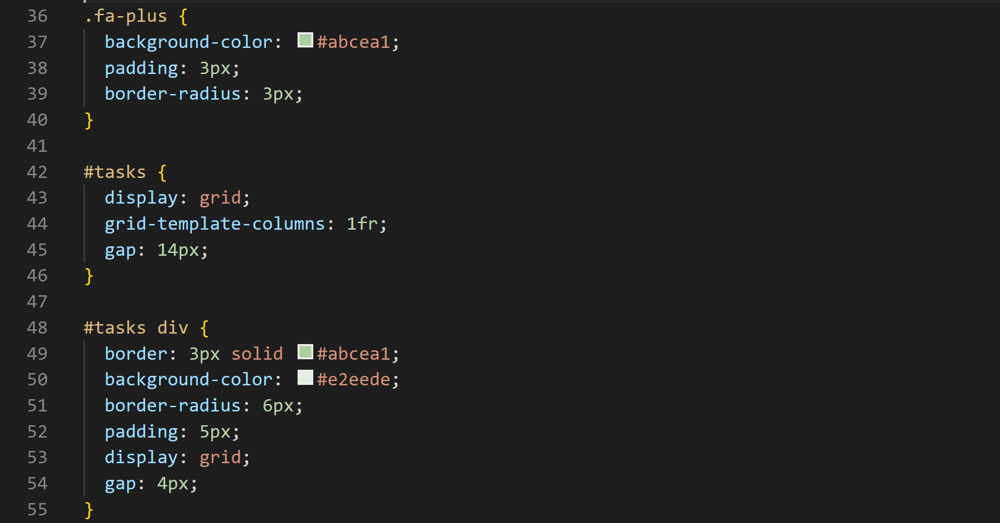 36 .fa-plus {
37 background-color: #abcea1;
38 padding: 3px;
39 border-radius: 3px;
40 }
41
42 #tasks {
43 display: grid;
44 grid-template-columns: 1fr;
45 gap: 14px;
46 }
47
48 #tasks div {
49 border: 3px solid #abcea1;
50 background-color: #e2eede;
51 border-radius: 6px;
52 padding: 5px;
53 display: grid;
54 gap: 4px;
55 }